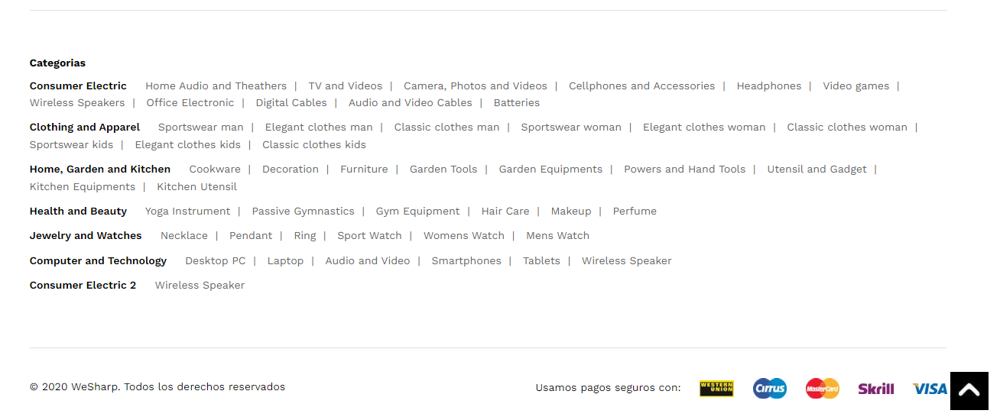 Categorias
Consumer Electric Home Audio and Theathers | TV and Videos | Camera, Photos and Videos | Cellphones and Accessories | Headphones | Video games |
Wireless Speakers | Office Electronic | Digital Cables | Audio and Video Cables | Batteries
Clothing and Apparel Sportswear man | Elegant clothes man | Classic clothes man | Sportswear woman | Elegant clothes woman | Classic clothes woman |
Sportswear kids | Elegant clothes kids | Classic clothes kids
Home, Garden and Kitchen Cookware | Decoration | Furniture | Garden Tools | Garden Equipments | Powers and Hand Tools | Utensil and Gadget |
Kitchen Equipments | Kitchen Utensil
Health and Beauty Yoga Instrument | Passive Gymnastics | Gym Equipment | Hair Care | Makeup | Perfume
Jewelry and Watches Necklace | Pendant | Ring | Sport Watch | Womens Watch | Mens Watch
Computer and Technology Desktop PC | Laptop | Audio and Video | Smartphones | Tablets | Wireless Speaker
Consumer Electric 2 Wireless Speaker
© 2020 WeSharp. Todos los derechos reservados Usamos pagos seguros en: WESTERN UNION Cirrus MasterCard Skrill VISA